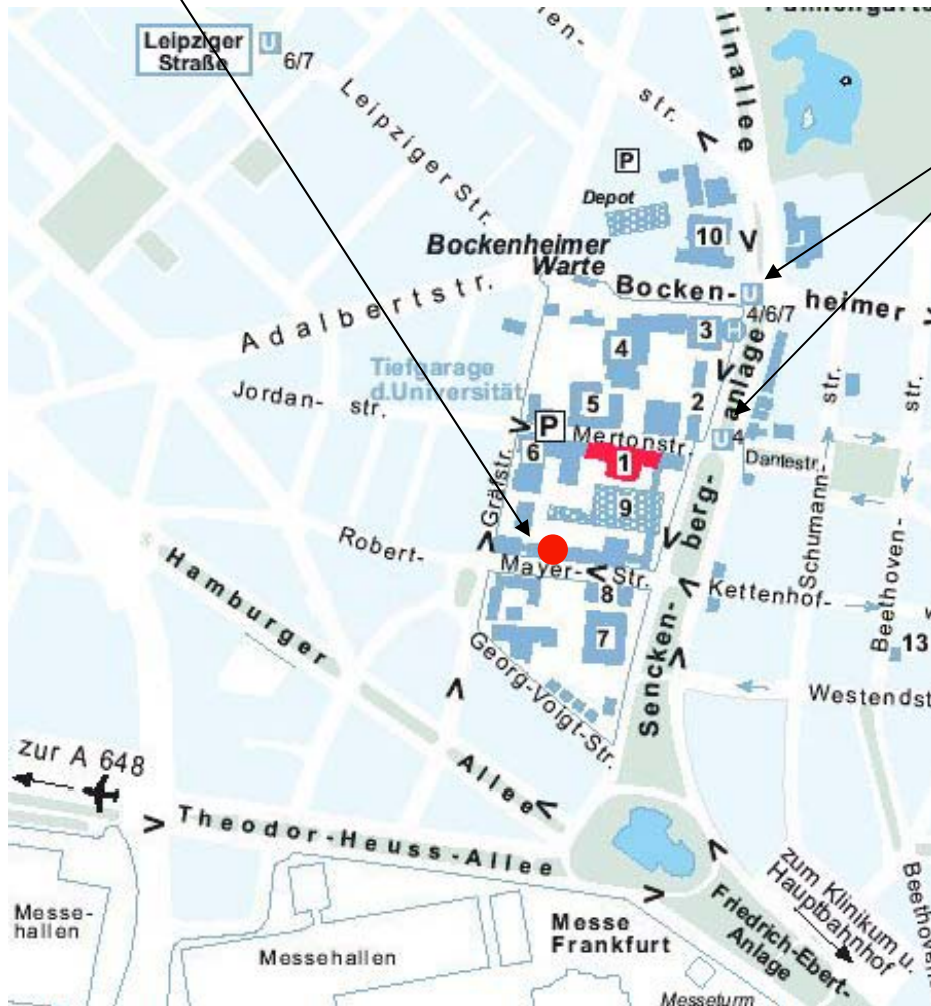 Leipziger
Straße
U
6/7
Leipziger Str.
str.
linallee
P
Depot
10
Bockenheimer
Warte
Bocken-
U
heimer
4/6/7
Adalbertstr.
3
H
4
anlage
Tiefgarage
d.Universität
Jordan- str.
5
2
P
Mertonstr.
U
4
Dantestr.
str.
str.
6
1
Gräfstr.
9
berg-
Schumann-
Beethoven-
Robert-
Mayer- Str.
8
Kettenhof-
Hamburger
7
13
Georg-Voigt-Str.
Sencken-
Westendst
zur A 648
Allee
Theodor-Heuss-Allee
zum Klinikum u.
Hauptbahnhof
Messe-
hallen
Messehallen
Messe
Frankfurt
Friedrich-Ebert-
Anlage
Messeturm